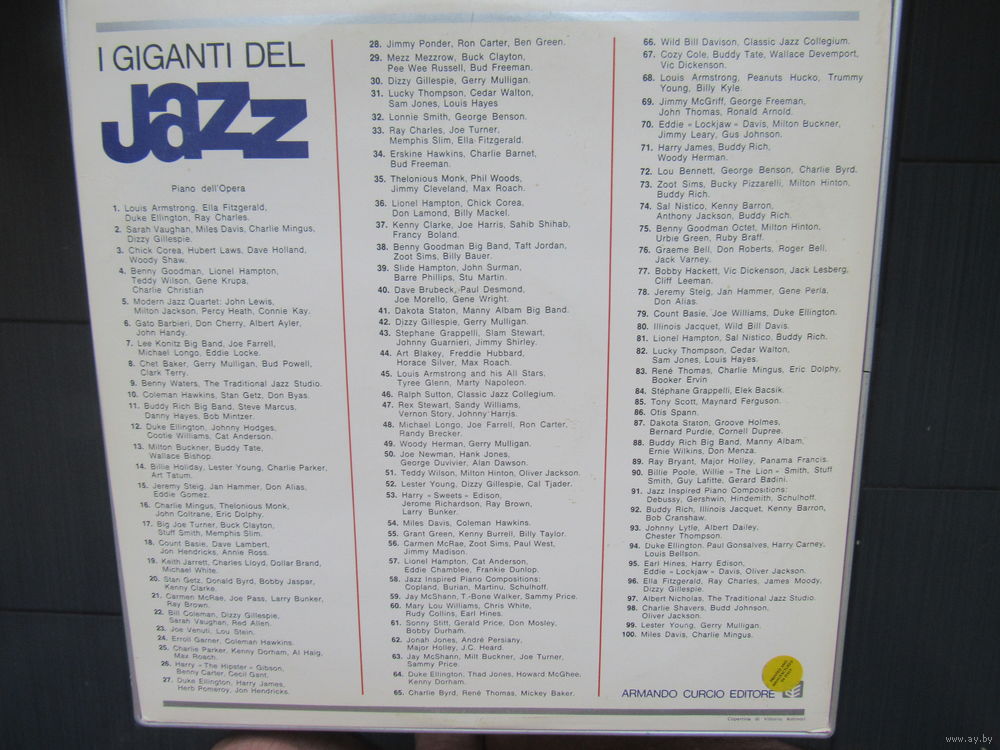 I GIGANTI DEL
JAZZ
Piano dell'Opera
1. Louis Armstrong, Ella Fitzgerald,
Duke Ellington, Ray Charles.
2. Sarah Vaughan, Miles Davis, Charlie Mingus,
Dizzy Gillespie.
3. Chick Corea, Hubert Laws, Dave Holland,
Woody Shaw.
4. Benny Goodman, Lionel Hampton,
Teddy Wilson, Gene Krupa,
Charlie Christian
5. Modern Jazz Quartet: John Lewis,
Milton Jackson, Percy Heath, Connie Kay.
6. Gato Barbieri, Don Cherry, Albert Ayler,
John Handy.
7. Lee Konitz Big Band, Joe Farrell,
Michael Longo, Eddie Locke.
8. Chet Baker, Gerry Mulligan, Bud Powell,
Clark Terry.
9. Benny Waters, The Traditional Jazz Studio.
10. Coleman Hawkins, Stan Getz, Don Byas.
11. Buddy Rich Big Band, Steve Marcus,
Danny Hayes, Bob Mintzer.
12. Duke Ellington, Johnny Hodges,
Cootie Williams, Cat Anderson.
13. Milton Buckner, Buddy Tate,
Wallace Bishop.
14. Billie Holiday, Lester Young, Charlie Parker,
Art Tatum.
15. Jeremy Steig, Jan Hammer, Don Alias,
Eddie Gomez.
16. Charlie Mingus, Thelonious Monk,
John Coltrane, Eric Dolphy.
17. Big Joe Turner, Buck Clayton,
Stuff Smith, Memphis Slim.
18. Count Basie, Dave Lambert,
Jon Hendricks, Annie Ross.
19. Keith Jarrett, Charles Lloyd, Dollar Brand,
Michael White.
20. Stan Getz, Donald Byrd, Bobby Jaspar,
Kenny Clarke.
21. Carmen McRae, Joe Pass, Larry Bunker,
Ray Brown.
22. Bill Coleman, Dizzy Gillespie,
Sarah Vaughan, Red Allen.
23. Joe Venuti, Lou Stein.
24. Erroll Garner, Coleman Hawkins.
25. Charlie Parker, Kenny Dorham, Al Haig,
Max Roach.
26. Harry «The Hipster» Gibson,
Benny Carter, Cecil Gant.
27. Duke Ellington, Harry James,
Herb Pomeroy, Jon Hendricks.
28. Jimmy Ponder, Ron Carter, Ben Green.
29. Mezz Mezzrow, Buck Clayton,
Pee Wee Russell, Bud Freeman.
30. Dizzy Gillespie, Gerry Mulligan.
31. Lucky Thompson, Cedar Walton,
Sam Jones, Louis Hayes
32. Lonnie Smith, George Benson.
33. Ray Charles, Joe Turner,
Memphis Slim, Ella Fitzgerald.
34. Erskine Hawkins, Charlie Barnet,
Bud Freeman.
35. Thelonious Monk, Phil Woods,
Jimmy Cleveland, Max Roach.
36. Lionel Hampton, Chick Corea,
Don Lamond, Billy Mackel.
37. Kenny Clarke, Joe Harris, Sahib Shihab,
Francy Boland.
38. Benny Goodman Big Band, Taft Jordan,
Zoot Sims, Billy Bauer.
39. Slide Hampton, John Surman,
Barre Phillips, Stu Martin.
40. Dave Brubeck, Paul Desmond,
Joe Morello, Gene Wright.
41. Dakota Staton, Manny Albam Big Band.
42. Dizzy Gillespie, Gerry Mulligan.
43. Stephane Grappelli, Slam Stewart,
Johnny Guarnieri, Jimmy Shirley.
44. Art Blakey, Freddie Hubbard,
Horace Silver, Max Roach.
45. Louis Armstrong and his All Stars,
Tyree Glenn, Marty Napoleon.
46. Ralph Sutton, Classic Jazz Collegium.
47. Rex Stewart, Sandy Williams,
Vernon Story, Johnny Harris.
48. Michael Longo, Joe Farrell, Ron Carter,
Randy Brecker.
49. Woody Herman, Gerry Mulligan.
50. Joe Newman, Hank Jones,
George Duvivier, Alan Dawson.
51. Teddy Wilson, Milton Hinton, Oliver Jackson.
52. Lester Young, Dizzy Gillespie, Cal Tjader.
53. Harry «Sweets» Edison,
Jerome Richardson, Ray Brown,
Larry Bunker.
54. Miles Davis, Coleman Hawkins.
55. Grant Green, Kenny Burrell, Billy Taylor.
56. Carmen McRae, Zoot Sims, Paul West,
Jimmy Madison.
57. Lionel Hampton, Cat Anderson,
Eddie Chamblee, Frankie Dunlop.
58. Jazz Inspired Piano Compositions:
Copland, Burian, Martinu, Schulhoff.
59. Jay McShann, T.-Bone Walker, Sammy Price.
60. Mary Lou Williams, Chris White,
Rudy Collins, Earl Hines.
61. Sonny Stitt, Gerald Price, Don Mosley,
Bobby Durham.
62. Jonah Jones, André Persiany,
Major Holley, J.C. Heard.
63. Jay McShann, Milt Buckner, Joe Turner,
Sammy Price.
64. Duke Ellington, Thad Jones, Howard McGhee,
Kenny Dorham.
65. Charlie Byrd, René Thomas, Mickey Baker.
66. Wild Bill Davison, Classic Jazz Collegium.
67. Cozy Cole, Buddy Tate, Wallace Devemport,
Vic Dickenson.
68. Louis Armstrong, Peanuts Hucko, Trummy
Young, Billy Kyle.
69. Jimmy McGriff, George Freeman,
John Thomas, Ronald Arnold.
70. Eddie «Lockjaw» Davis, Milton Buckner,
Jimmy Leary, Gus Johnson.
71. Harry James, Buddy Rich,
Woody Herman.
72. Lou Bennett, George Benson, Charlie Byrd.
73. Zoot Sims, Bucky Pizzarelli, Milton Hinton,
Buddy Rich.
74. Sal Nistico, Kenny Barron,
Anthony Jackson, Buddy Rich.
75. Benny Goodman Octet, Milton Hinton,
Urbie Green, Ruby Braff.
76. Graeme Bell, Don Roberts, Roger Bell,
Jack Varney.
77. Bobby Hackett, Vic Dickenson, Jack Lesberg,
Cliff Leeman.
78. Jeremy Steig, Jan Hammer, Gene Perla,
Don Alias.
79. Count Basie, Joe Williams, Duke Ellington.
80. Illinois Jacquet, Wild Bill Davis.
81. Lionel Hampton, Sal Nistico, Buddy Rich.
82. Lucky Thompson, Cedar Walton,
Sam Jones, Louis Hayes.
83. René Thomas, Charlie Mingus, Eric Dolphy,
Booker Ervin
84. Stéphane Grappelli, Elek Bacsik.
85. Tony Scott, Maynard Ferguson.
86. Otis Spann.
87. Dakota Staton, Groove Holmes,
Bernard Purdie, Cornell Dupree.
88. Buddy Rich Big Band, Manny Albam,
Ernie Wilkins, Don Menza.
89. Ray Bryant, Major Holley, Panama Francis.
90. Billie Poole, Willie «The Lion» Smith, Stuff
Smith, Guy Lafitte, Gerard Badini.
91. Jazz Inspired Piano Compositions:
Debussy, Gershwin, Hindemith, Schulhoff.
92. Buddy Rich, Illinois Jacquet, Kenny Barron,
Bob Cranshaw.
93. Johnny Lytle, Albert Dailey,
Chester Thompson.
94. Duke Ellington, Paul Gonsalves, Harry Carney,
Louis Bellson.
95. Earl Hines, Harry Edison,
Eddie «Lockjaw» Davis, Oliver Jackson.
96. Ella Fitzgerald, Ray Charles, James Moody,
Dizzy Gillespie.
97. Albert Nicholas, The Traditional Jazz Studio.
98. Charlie Shavers, Budd Johnson,
Oliver Jackson.
99. Lester Young, Gerry Mulligan.
100. Miles Davis, Charlie Mingus.
ARMANDO CURCIO EDITORE
Copertina di Vittorio
www.ay.by